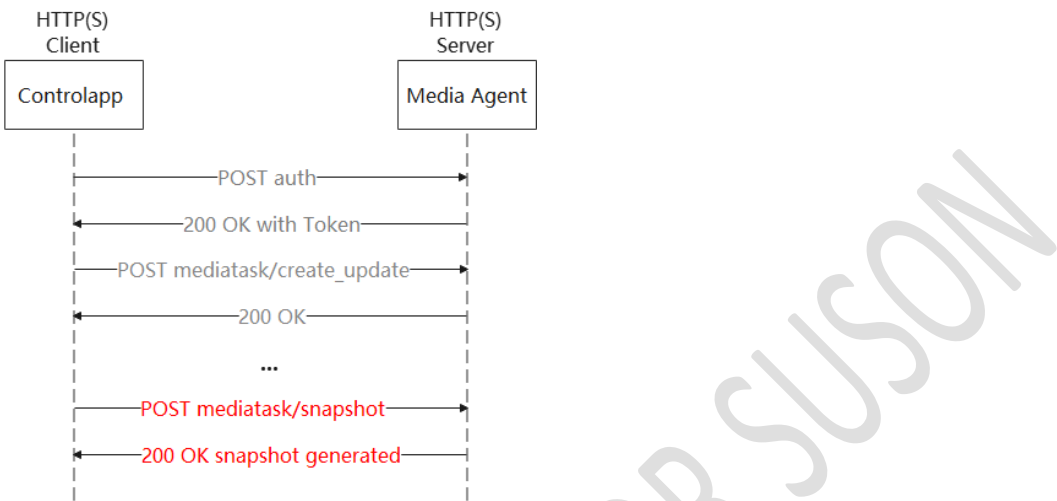 HTTP(S) HTTP(S)
Client Server
Controlapp Media Agent
POST auth
200 OK with Token
POST mediatask/create_update
200 OK
...
POST mediatask/snapshot
200 OK snapshot generated
SUSON